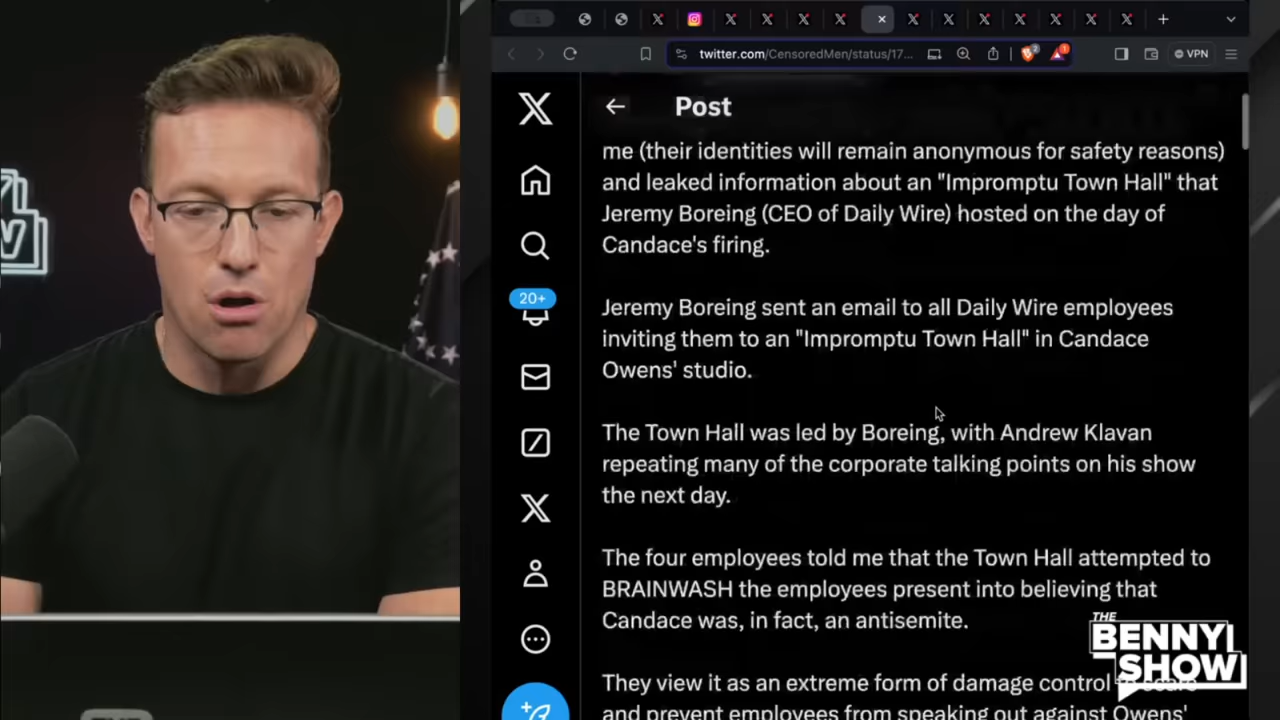 twitter.com/CensoredMen/status/17...
2
1
VPN
Post
me (their identities will remain anonymous for safety reasons)
and leaked information about an "Impromptu Town Hall" that
Jeremy Boreing (CEO of Daily Wire) hosted on the day of
Candace's firing.
20+
Jeremy Boreing sent an email to all Daily Wire employees
inviting them to an "Impromptu Town Hall" in Candace
Owens' studio.
The Town Hall was led by Boreing, with Andrew Klavan
repeating many of the corporate talking points on his show
the next day.
The four employees told me that the Town Hall attempted to
BRAINWASH the employees present into believing that
Candace was, in fact, an antisemite.
They view it as an extreme form of damage control to scare
and prevent employees from speaking out against Owens'
THE
BENNY
SHOW